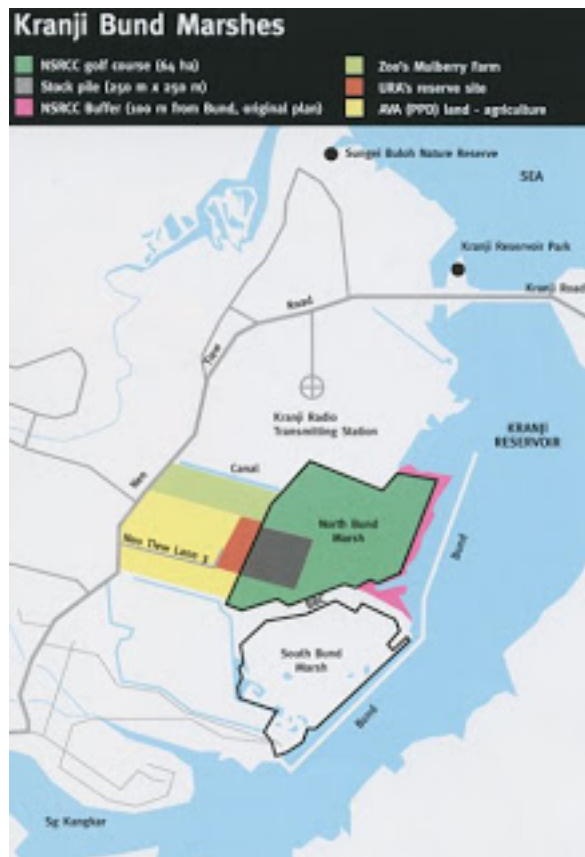 Kranji Bund Marshes
NSRCC golf course (64 ha)
Stock pile (250 m x 250 m)
NSRCC Buffer (100 m from Bund, original plan)
Zoo's Mulberry Farm
URA's reserve site
AVA (PPD) land - agriculture
Sungei Buloh Nature Reserve
SEA
Kranji Reservoir Park
Kranji Road
Neo Tiew Road
Kranji Radio
Transmitting Station
KRANJI
RESERVOIR
Canal
North Bund
Marsh
Neo Tiew Lane 3
Bund
South Bund
Marsh
Bund
Sg Kangkar